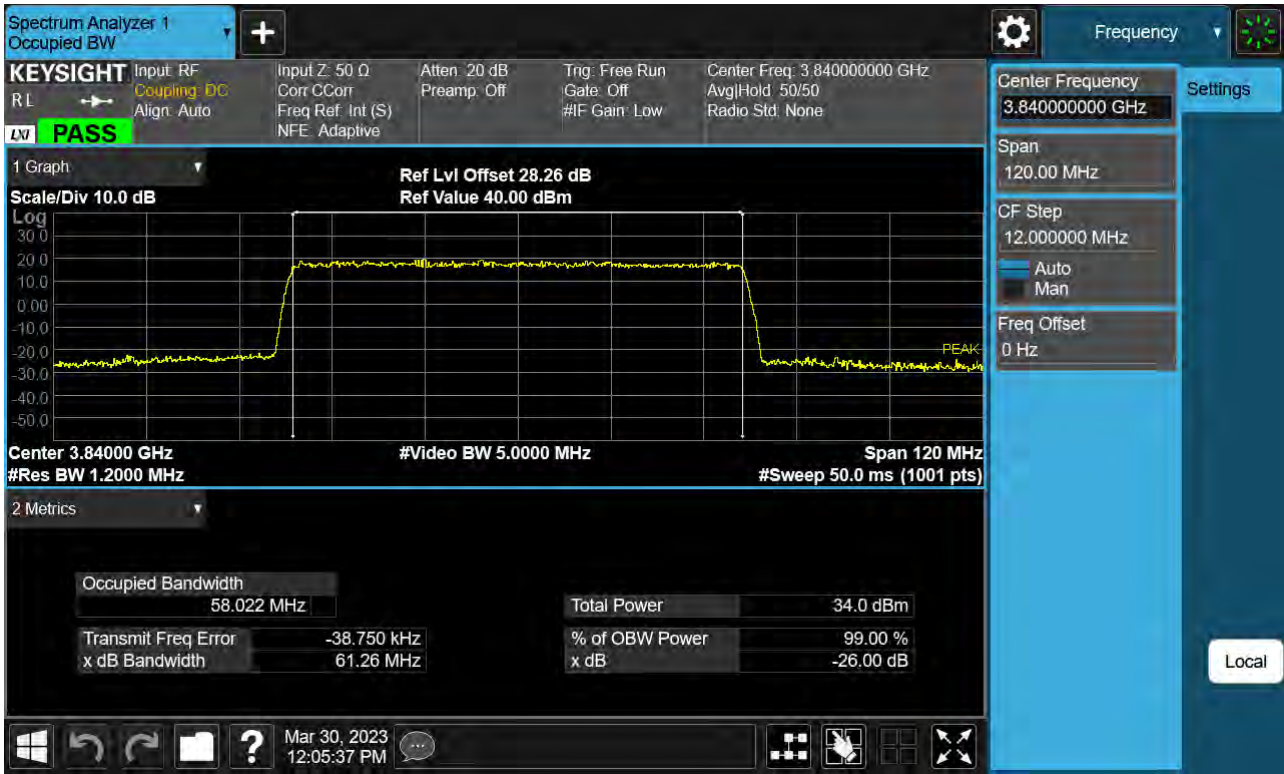 Spectrum Analyzer 1
Occupied BW
+
Frequency
KEYSIGHT
RL
LXI PASS
Input: RF
Coupling: DC
Align: Auto
Input Z: 50 Ω
Corr CCorr
Freq Ref: Int (S)
NFE: Adaptive
Atten: 20 dB
Preamp: Off
Trig: Free Run
Gate: Off
#IF Gain: Low
Center Freq: 3.840000000 GHz
Avg|Hold: 50/50
Radio Std: None
Center Frequency
3.840000000 GHz
Settings
Span
120.00 MHz
CF Step
12.000000 MHz
Auto
Man
Freq Offset
0 Hz
1 Graph
Scale/Div 10.0 dB
Ref Lvl Offset 28.26 dB
Ref Value 40.00 dBm
Log
30.0
20.0
10.0
0.00
-10.0
-20.0
-30.0
-40.0
-50.0
PEAK
Center 3.84000 GHz
#Video BW 5.0000 MHz
Span 120 MHz
#Res BW 1.2000 MHz
#Sweep 50.0 ms (1001 pts)
2 Metrics
Occupied Bandwidth
58.022 MHz
Total Power 34.0 dBm
Transmit Freq Error -38.750 kHz
% of OBW Power 99.00 %
x dB Bandwidth 61.26 MHz
x dB -26.00 dB
Local
?
Mar 30, 2023
12:05:37 PM